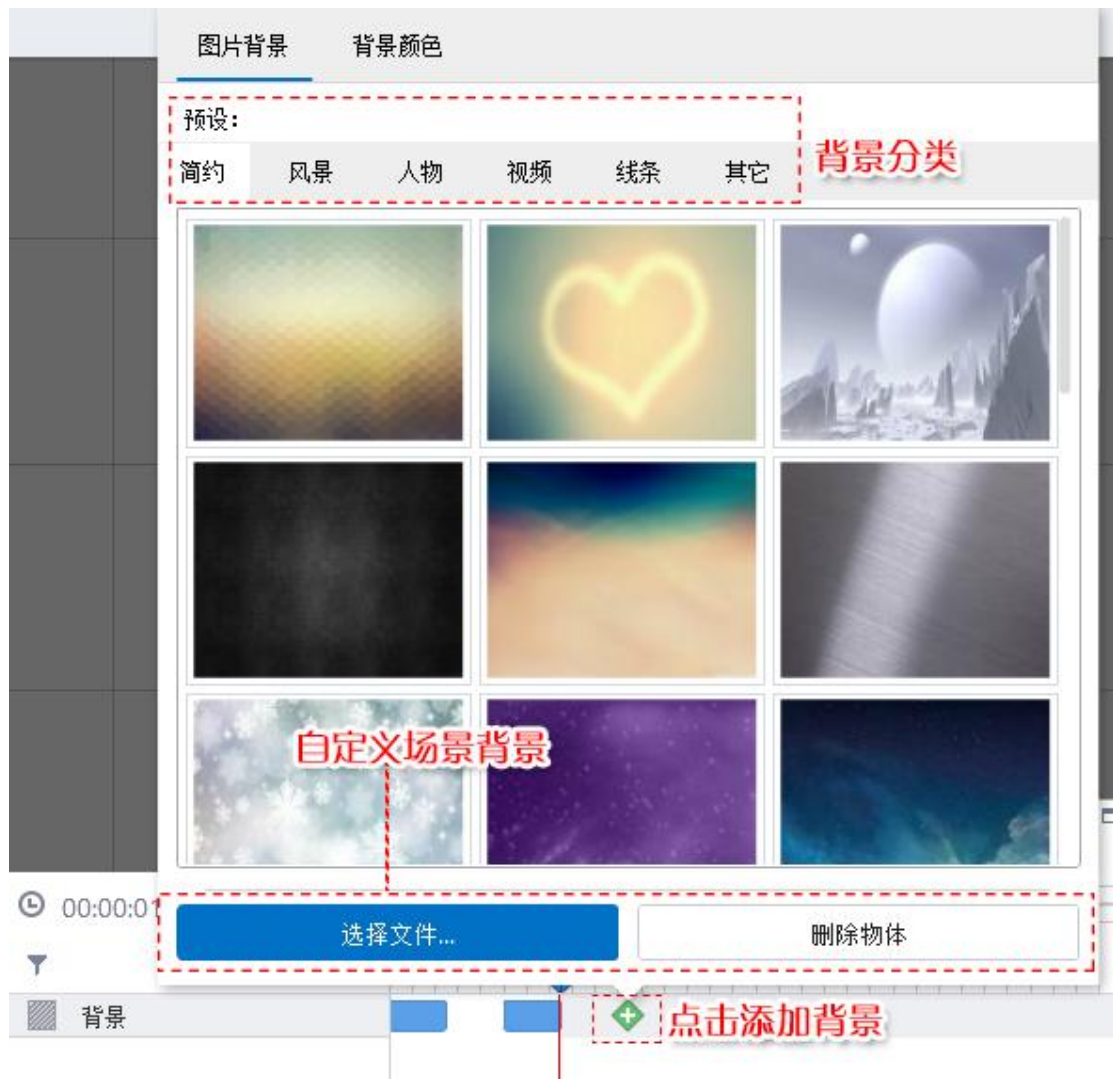 图片背景 背景颜色
预设:
简约 风景 人物 视频 线条 其它
背景分类
自定义场景背景
00:00:01
选择文件... 删除物体
背景
点击添加背景